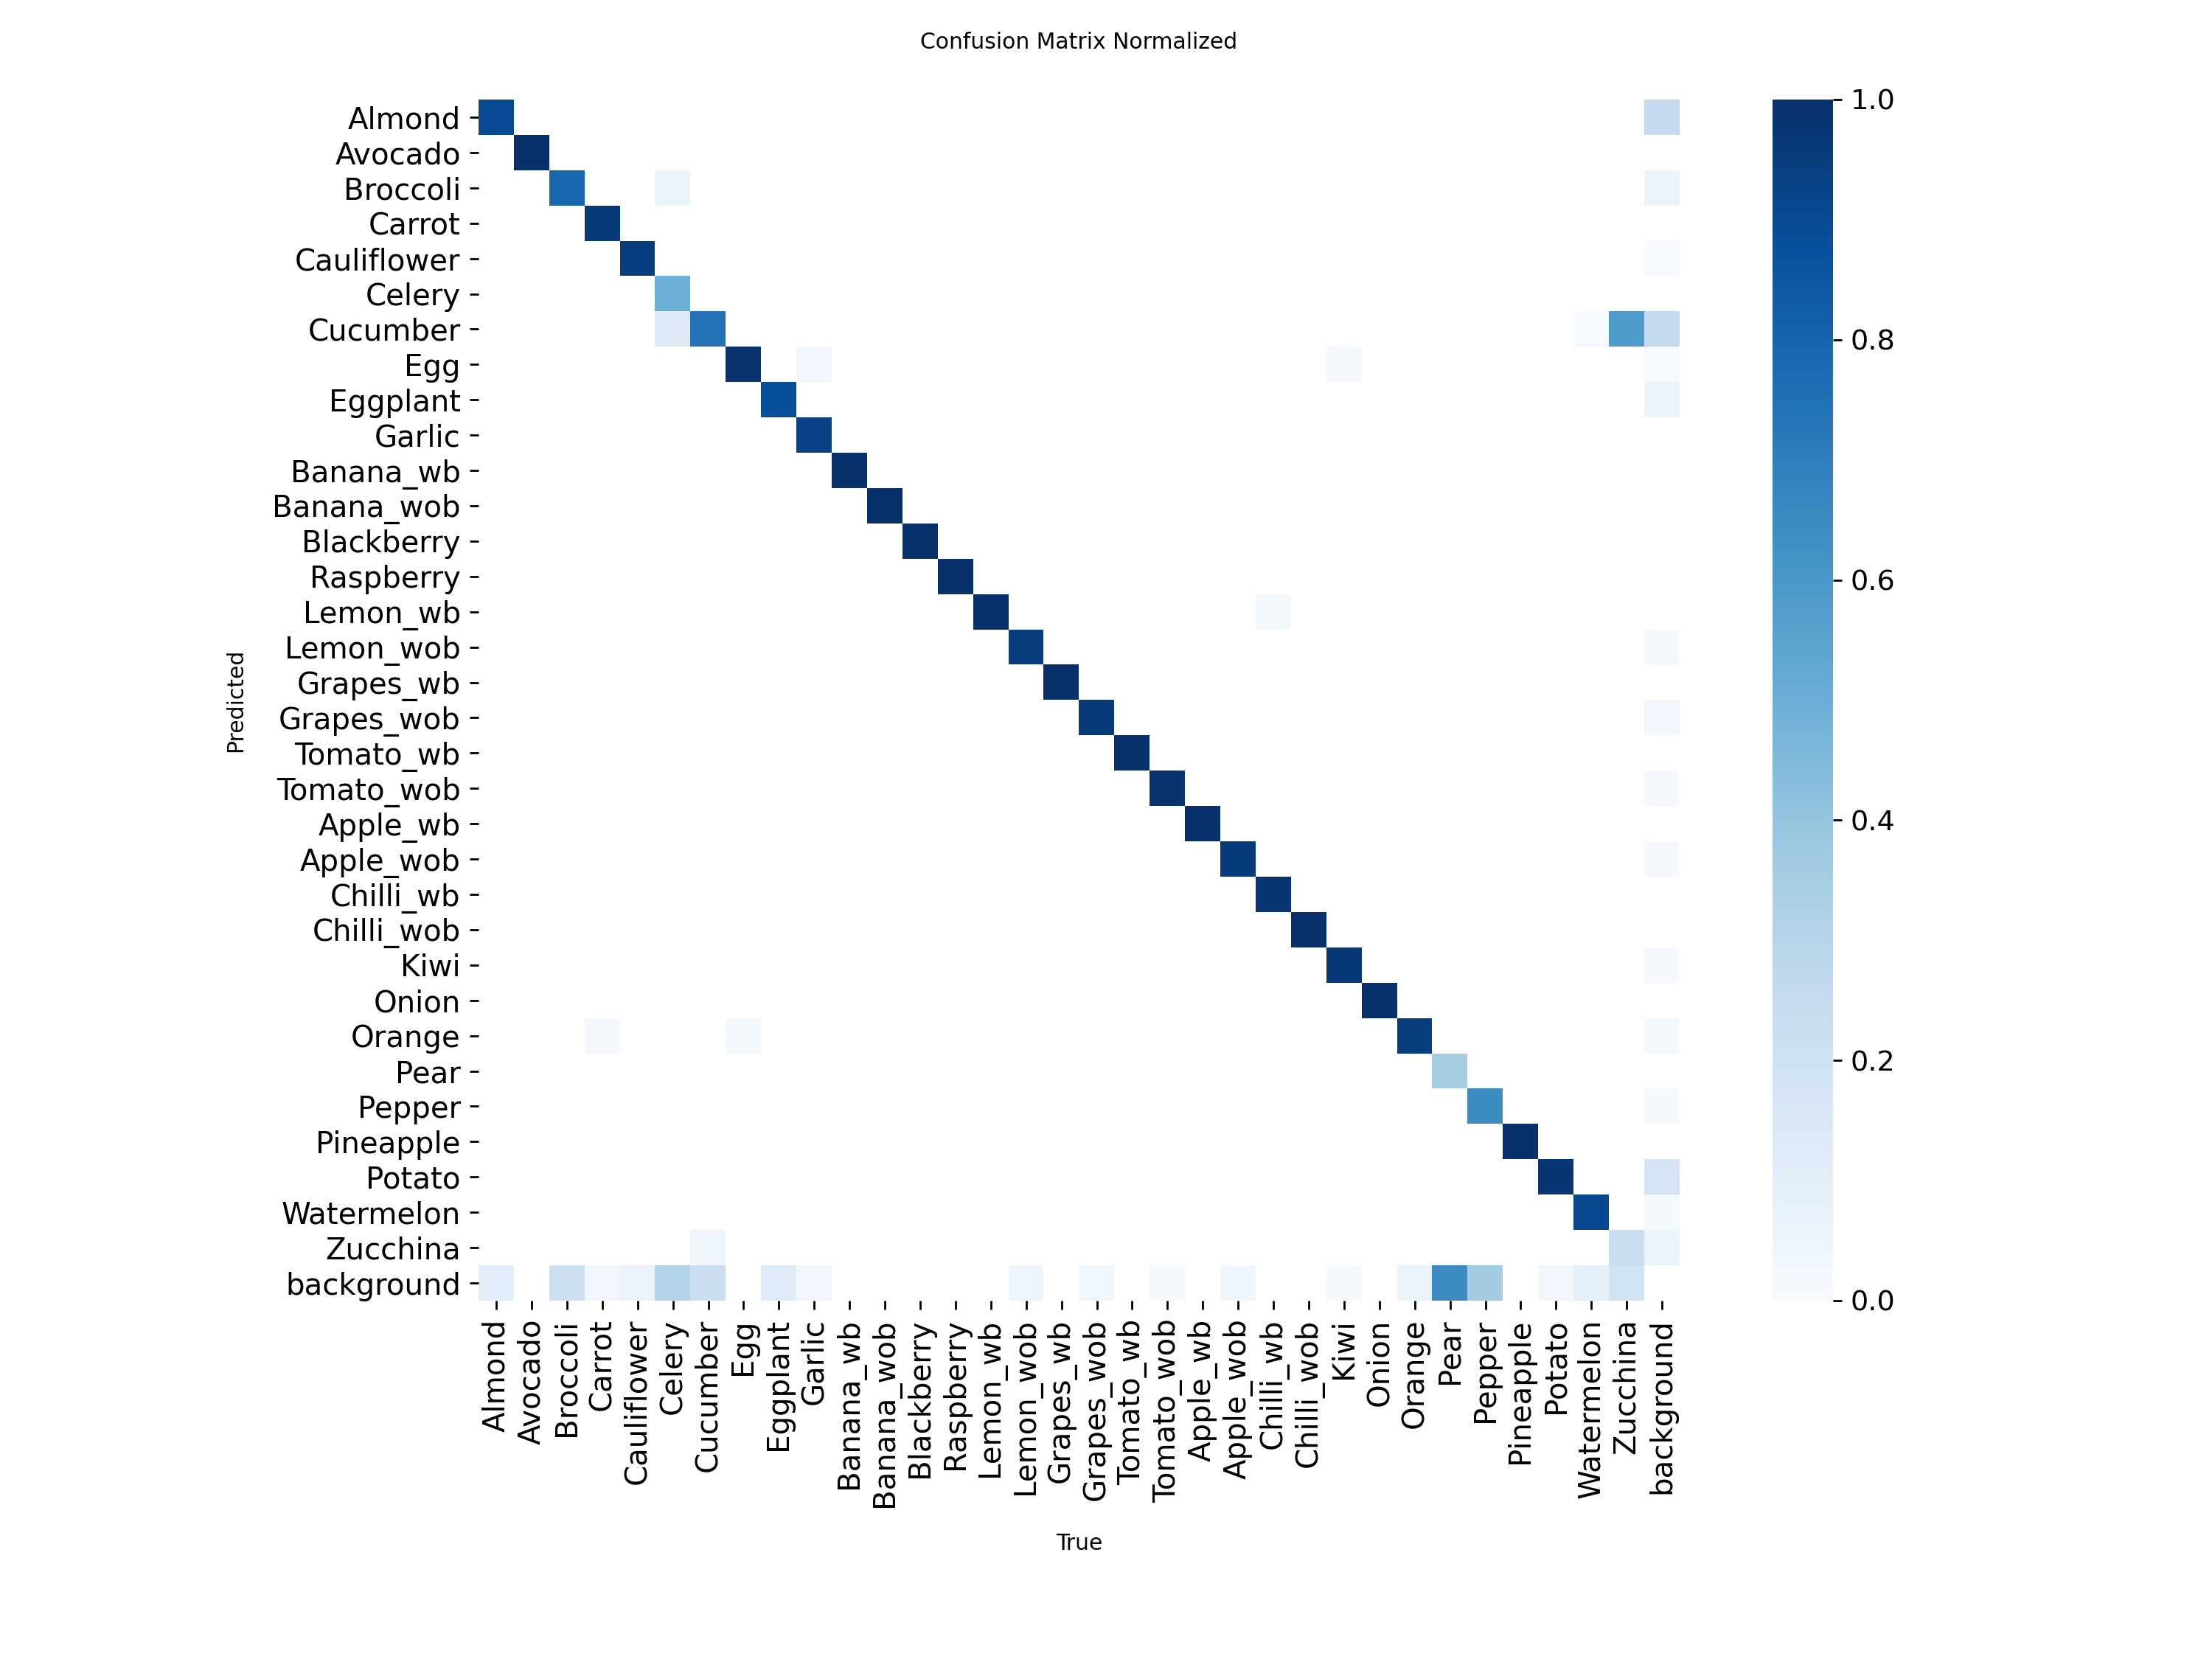 Confusion Matrix Normalized
Almond
Avocado
Broccoli
Carrot
Cauliflower
Celery
Cucumber
Egg
Eggplant
Garlic
Banana_wb
Banana_wob
Blackberry
Raspberry
Lemon_wb
Lemon_wob
Grapes_wb
Grapes_wob
Tomato_wb
Tomato_wob
Apple_wb
Apple_wob
Chilli_wb
Chilli_wob
Kiwi
Onion
Orange
Pear
Pepper
Pineapple
Potato
Watermelon
Zucchina
background
Predicted
Almond
Avocado
Broccoli
Carrot
Cauliflower
Celery
Cucumber
Egg
Eggplant
Garlic
Banana_wb
Banana_wob
Blackberry
Raspberry
Lemon_wb
Lemon_wob
Grapes_wb
Grapes_wob
Tomato_wb
Tomato_wob
Apple_wb
Apple_wob
Chilli_wb
Chilli_wob
Kiwi
Onion
Orange
Pear
Pepper
Pineapple
Potato
Watermelon
Zucchina
background
True
1.0
0.8
0.6
0.4
0.2
0.0